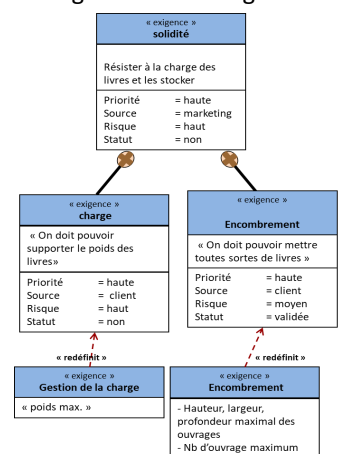 « exigence »
solidité
Résister à la charge des
livres et les stocker
Priorité = haute
Source = marketing
Risque = haut
Statut = non
« exigence »
charge
« On doit pouvoir
supporter le poids des
livres»
Priorité = haute
Source = client
Risque = haut
Statut = non
« exigence »
Encombrement
« On doit pouvoir mettre
toutes sortes de livres »
Priorité = haute
Source = client
Risque = moyen
Statut = validée
« redéfinit »
« redéfinit »
« exigence »
Gestion de la charge
« poids max. »
« exigence »
Encombrement
- Hauteur, largeur,
profondeur maximal des
ouvrages
- Nb d'ouvrage maximum